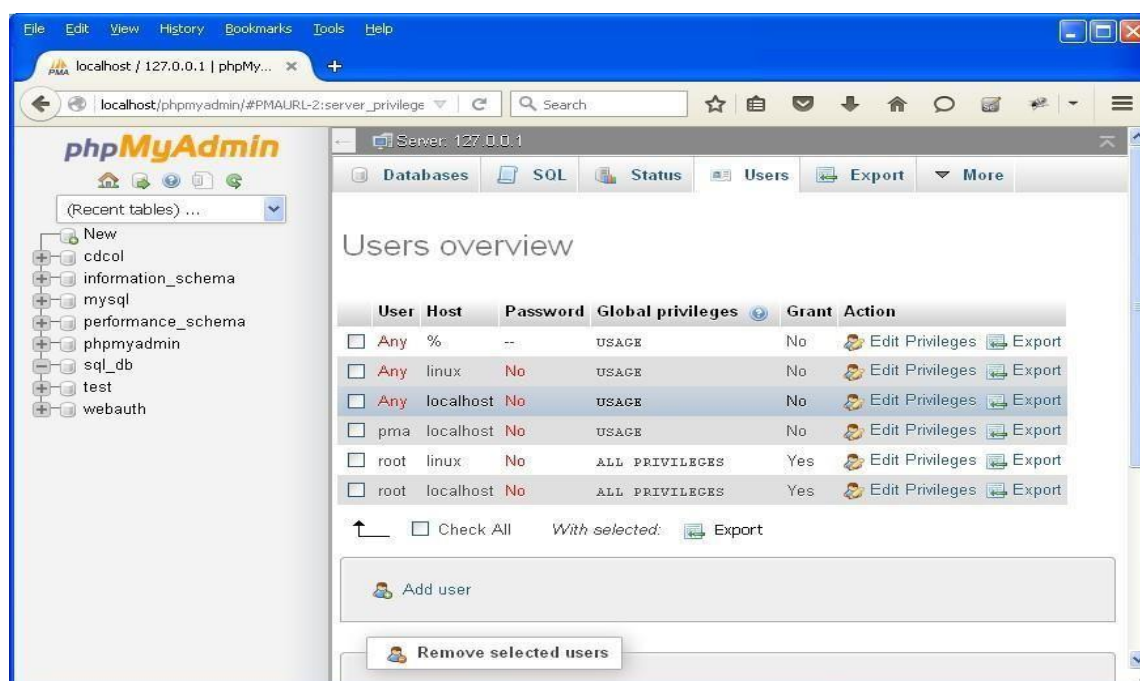 File Edit View History Bookmarks Tools Help
PMA localhost / 127.0.0.1 | phpMy... ×  +
localhost/phpmyadmin/#PMAURL-2:server_privilege Search
phpMyAdmin
(Recent tables) ...
New
cdcol
information_schema
mysql
performance_schema
phpmyadmin
sql_db
test
webauth
Server: 127.0.0.1
Databases SQL Status Users Export More
Users overview
User Host Password Global privileges Grant Action
Any % -- USAGE No Edit Privileges Export
Any linux No USAGE No Edit Privileges Export
Any localhost No USAGE No Edit Privileges Export
pma localhost No USAGE No Edit Privileges Export
root linux No ALL PRIVILEGES Yes Edit Privileges Export
root localhost No ALL PRIVILEGES Yes Edit Privileges Export
Check All With selected: Export
Add user
Remove selected users